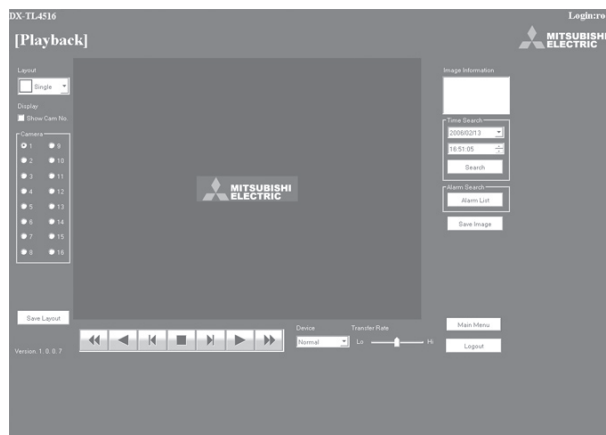 DX-TL4516
Login:ro
[Playback]
MITSUBISHI
ELECTRIC
Layout
Single
Display
Show Cam No.
Camera
1 9
2 10
3 11
4 12
5 13
6 14
7 15
8 16
Save Layout
Version. 1. 0. 0. 7
MITSUBISHI
ELECTRIC
Device
Normal
Transfer Rate
Lo Hi
Image Information
Time Search
2008/02/13
16:51:05
Search
Alarm Search
Alarm List
Save Image
Main Menu
Logout